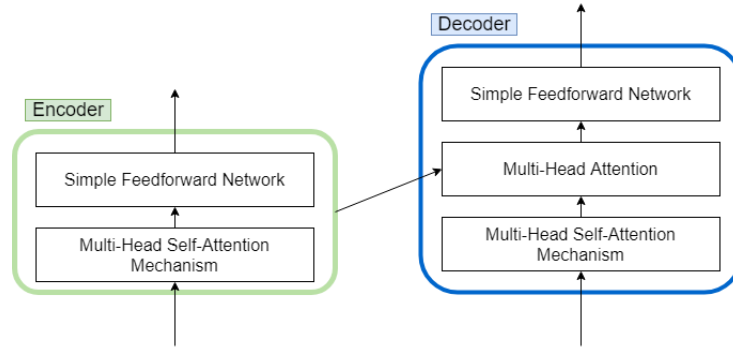 Encoder
Simple Feedforward Network
Multi-Head Self-Attention
Mechanism
Decoder
Simple Feedforward Network
Multi-Head Attention
Multi-Head Self-Attention
Mechanism